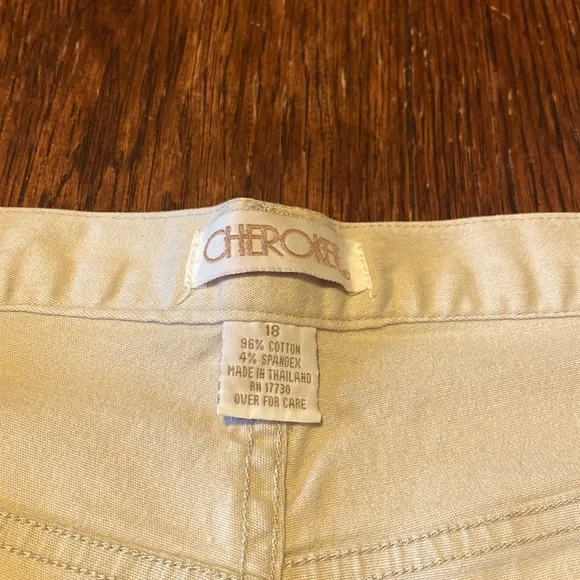 CHEROKEE
18
96% COTTON
4% SPANDEX
MADE IN THAILAND
RN 17730
OVER FOR CARE